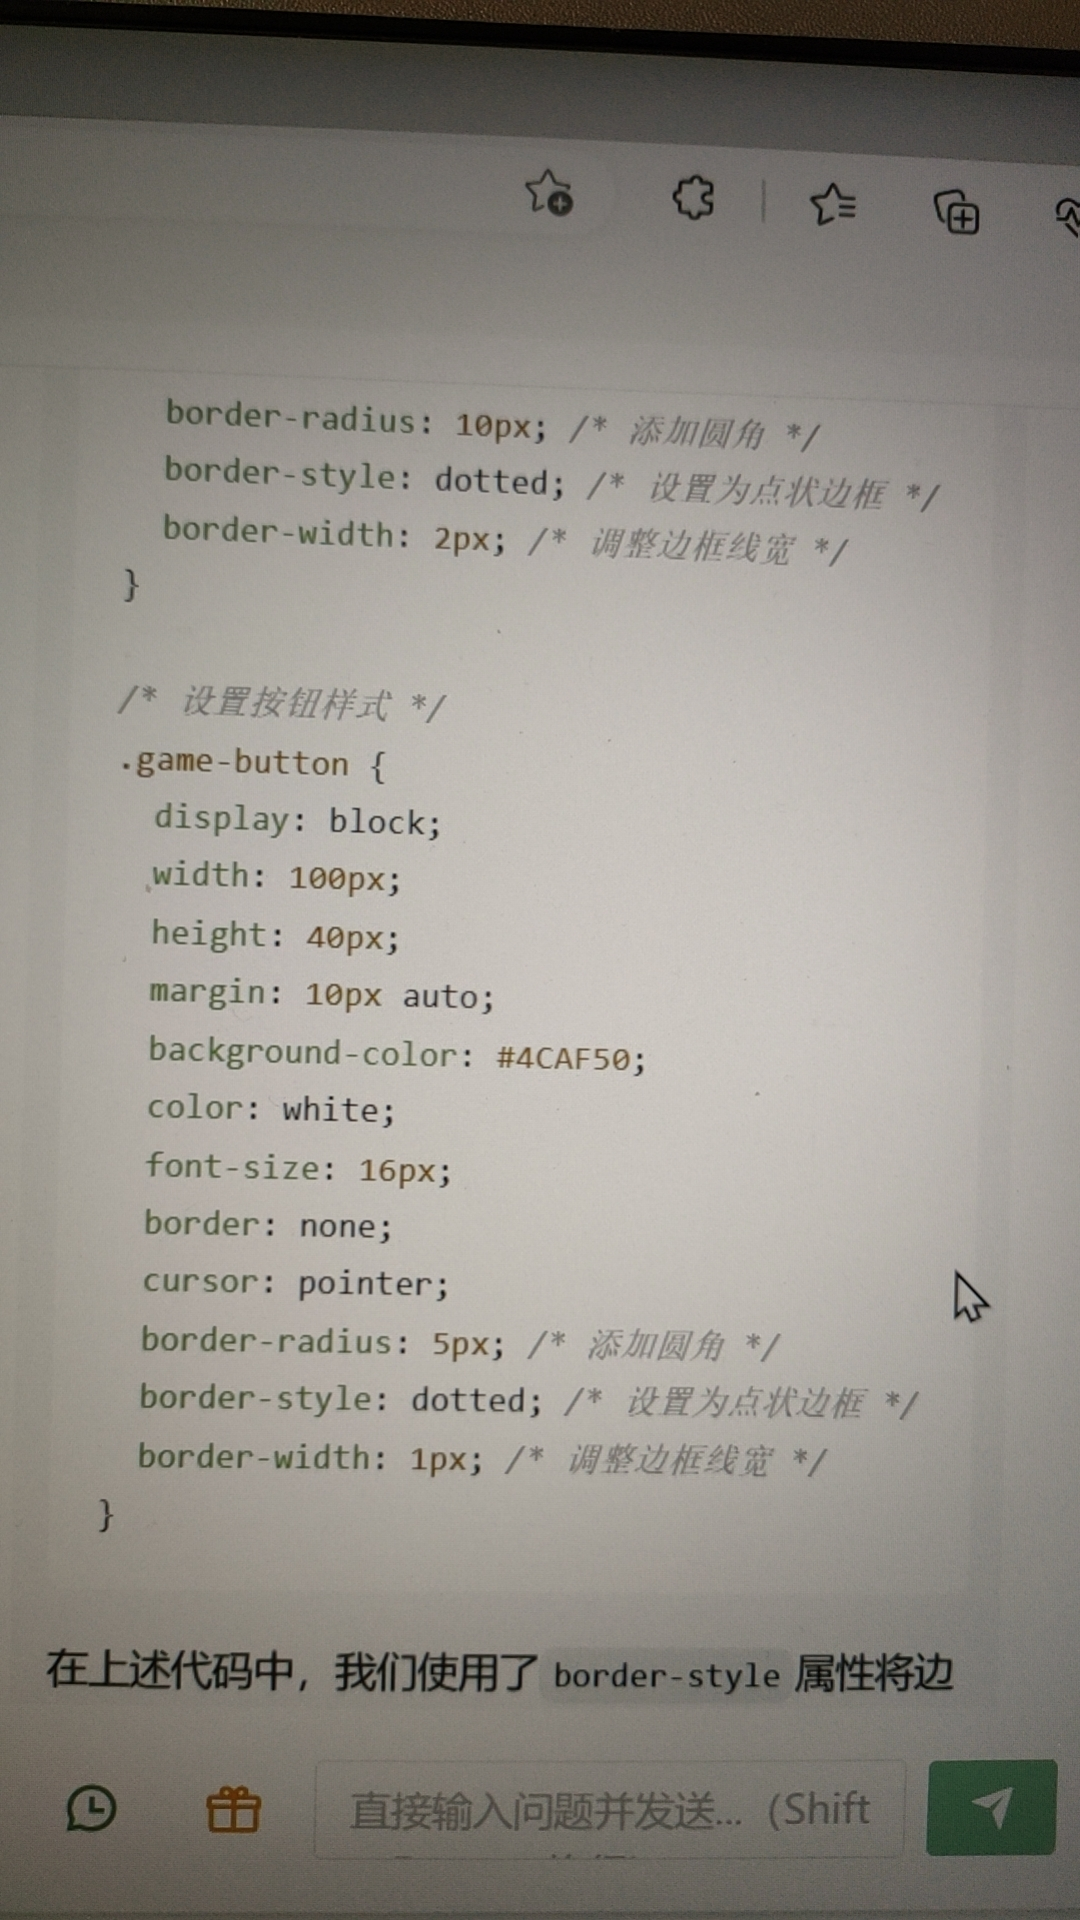 border-radius: 10px; /* 添加圆角 */
border-style: dotted; /* 设置为点状边框 */
border-width: 2px; /* 调整边框线宽 */
}
/* 设置按钮样式 */
.game-button {
display: block;
width: 100px;
height: 40px;
margin: 10px auto;
background-color: #4CAF50;
color: white;
font-size: 16px;
border: none;
cursor: pointer;
border-radius: 5px; /* 添加圆角 */
border-style: dotted; /* 设置为点状边框 */
border-width: 1px; /* 调整边框线宽 */
}
在上述代码中，我们使用了 border-style 属性将边
直接输入问题并发送... (Shift